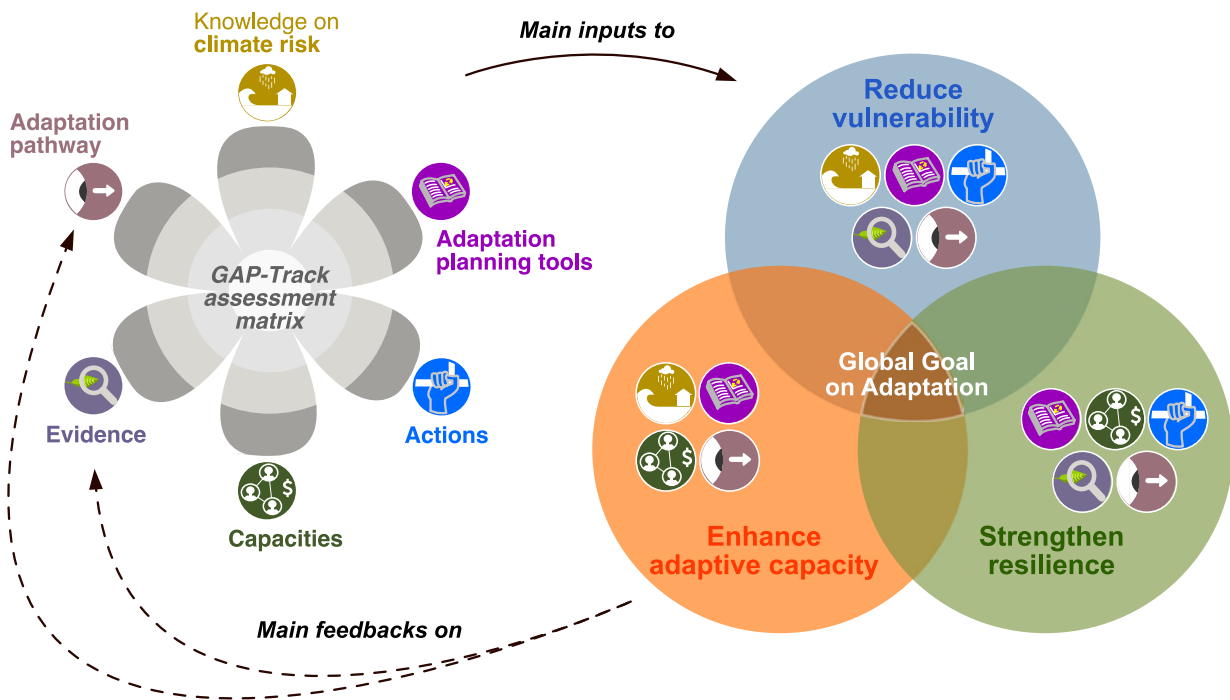 Knowledge on
climate risk
Main inputs to
Adaptation
pathway
Adaptation
planning tools
GAP-Track
assessment
matrix
Evidence
Actions
$
Capacities
Main feedbacks on
Reduce
vulnerability
Global Goal
on Adaptation
$
$
Enhance
adaptive capacity
Strengthen
resilience